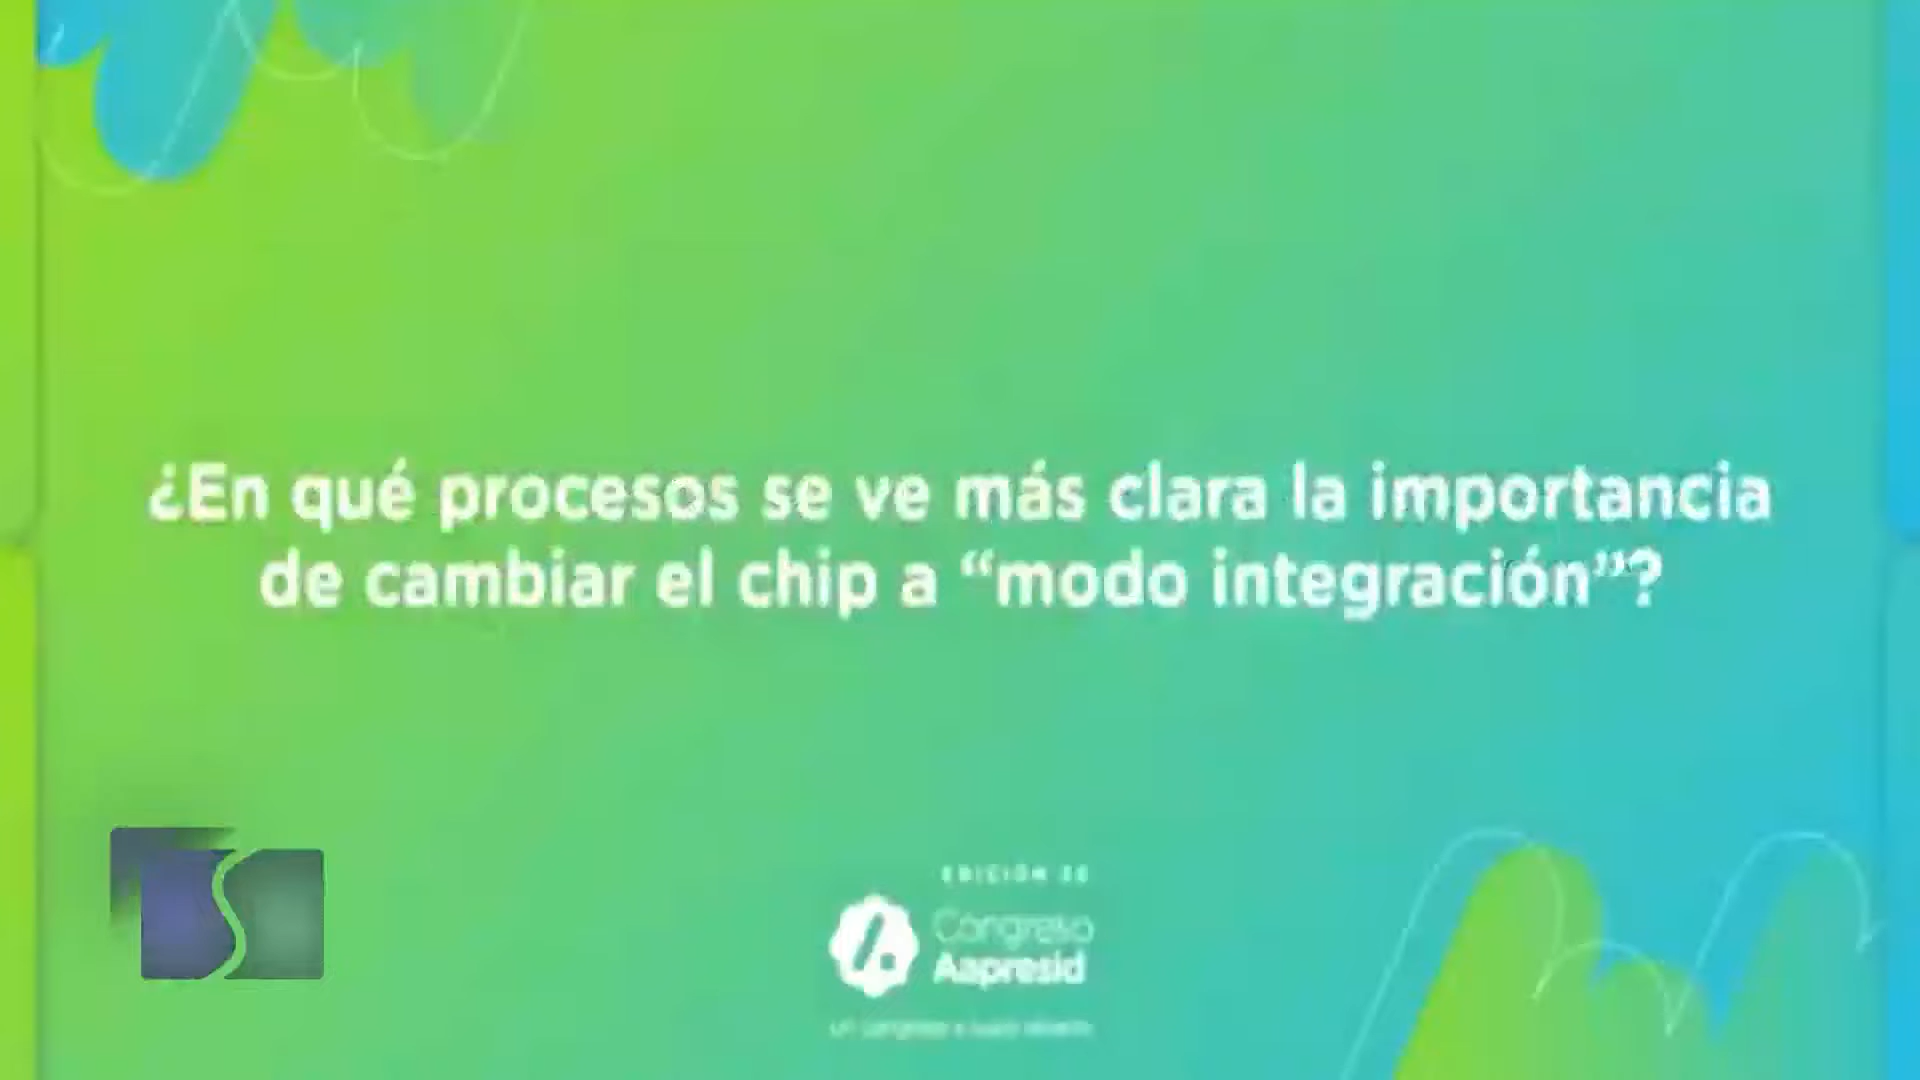 ¿En qué procesos se ve más clara la importancia
de cambiar el chip a “modo integración”?
Congreso
Aapresid